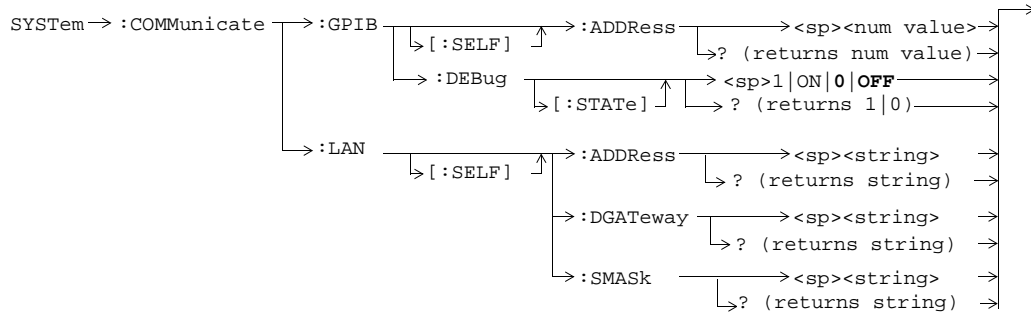 SYSTem :COMMunicate :GPIB [:SELF] :ADDRess <sp><num value>
? (returns num value)
:DEBug [:STATe] <sp>1|ON|0|OFF
? (returns 1|0)
:LAN [:SELF] :ADDRess <sp><string>
? (returns string)
:DGATeway <sp><string>
? (returns string)
:SMASk <sp><string>
? (returns string)